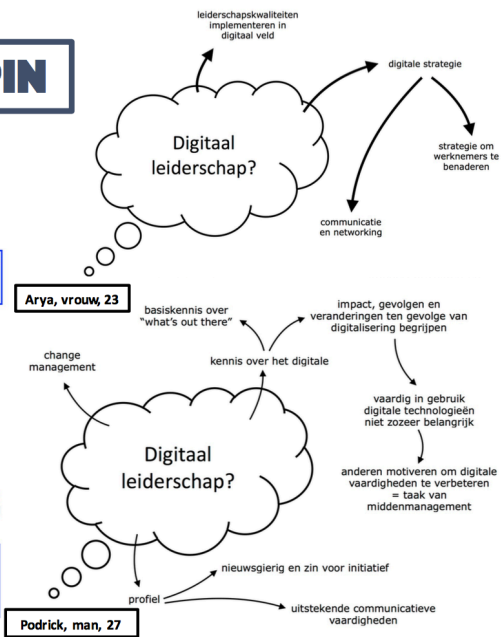 PIN
leiderschapskwaliteiten
implementeren in
digitaal veld
digitale strategie
Digitaal
leiderschap?
strategie om
werknemers te
benaderen
communicatie
en networking
Arya, vrouw, 23
basiskennis over
“what’s out there”
impact, gevolgen en
veranderingen ten gevolge van
digitalisering begrijpen
change
management
kennis over het digitale
vaardig in gebruik
digitale technologieën
niet zozeer belangrijk
Digitaal
leiderschap?
anderen motiveren om digitale
vaardigheden te verbeteren
= taak van
middenmanagement
nieuwsgierig en zin voor initiatief
profiel
uitstekende communicatieve
vaardigheden
Podrick, man, 27